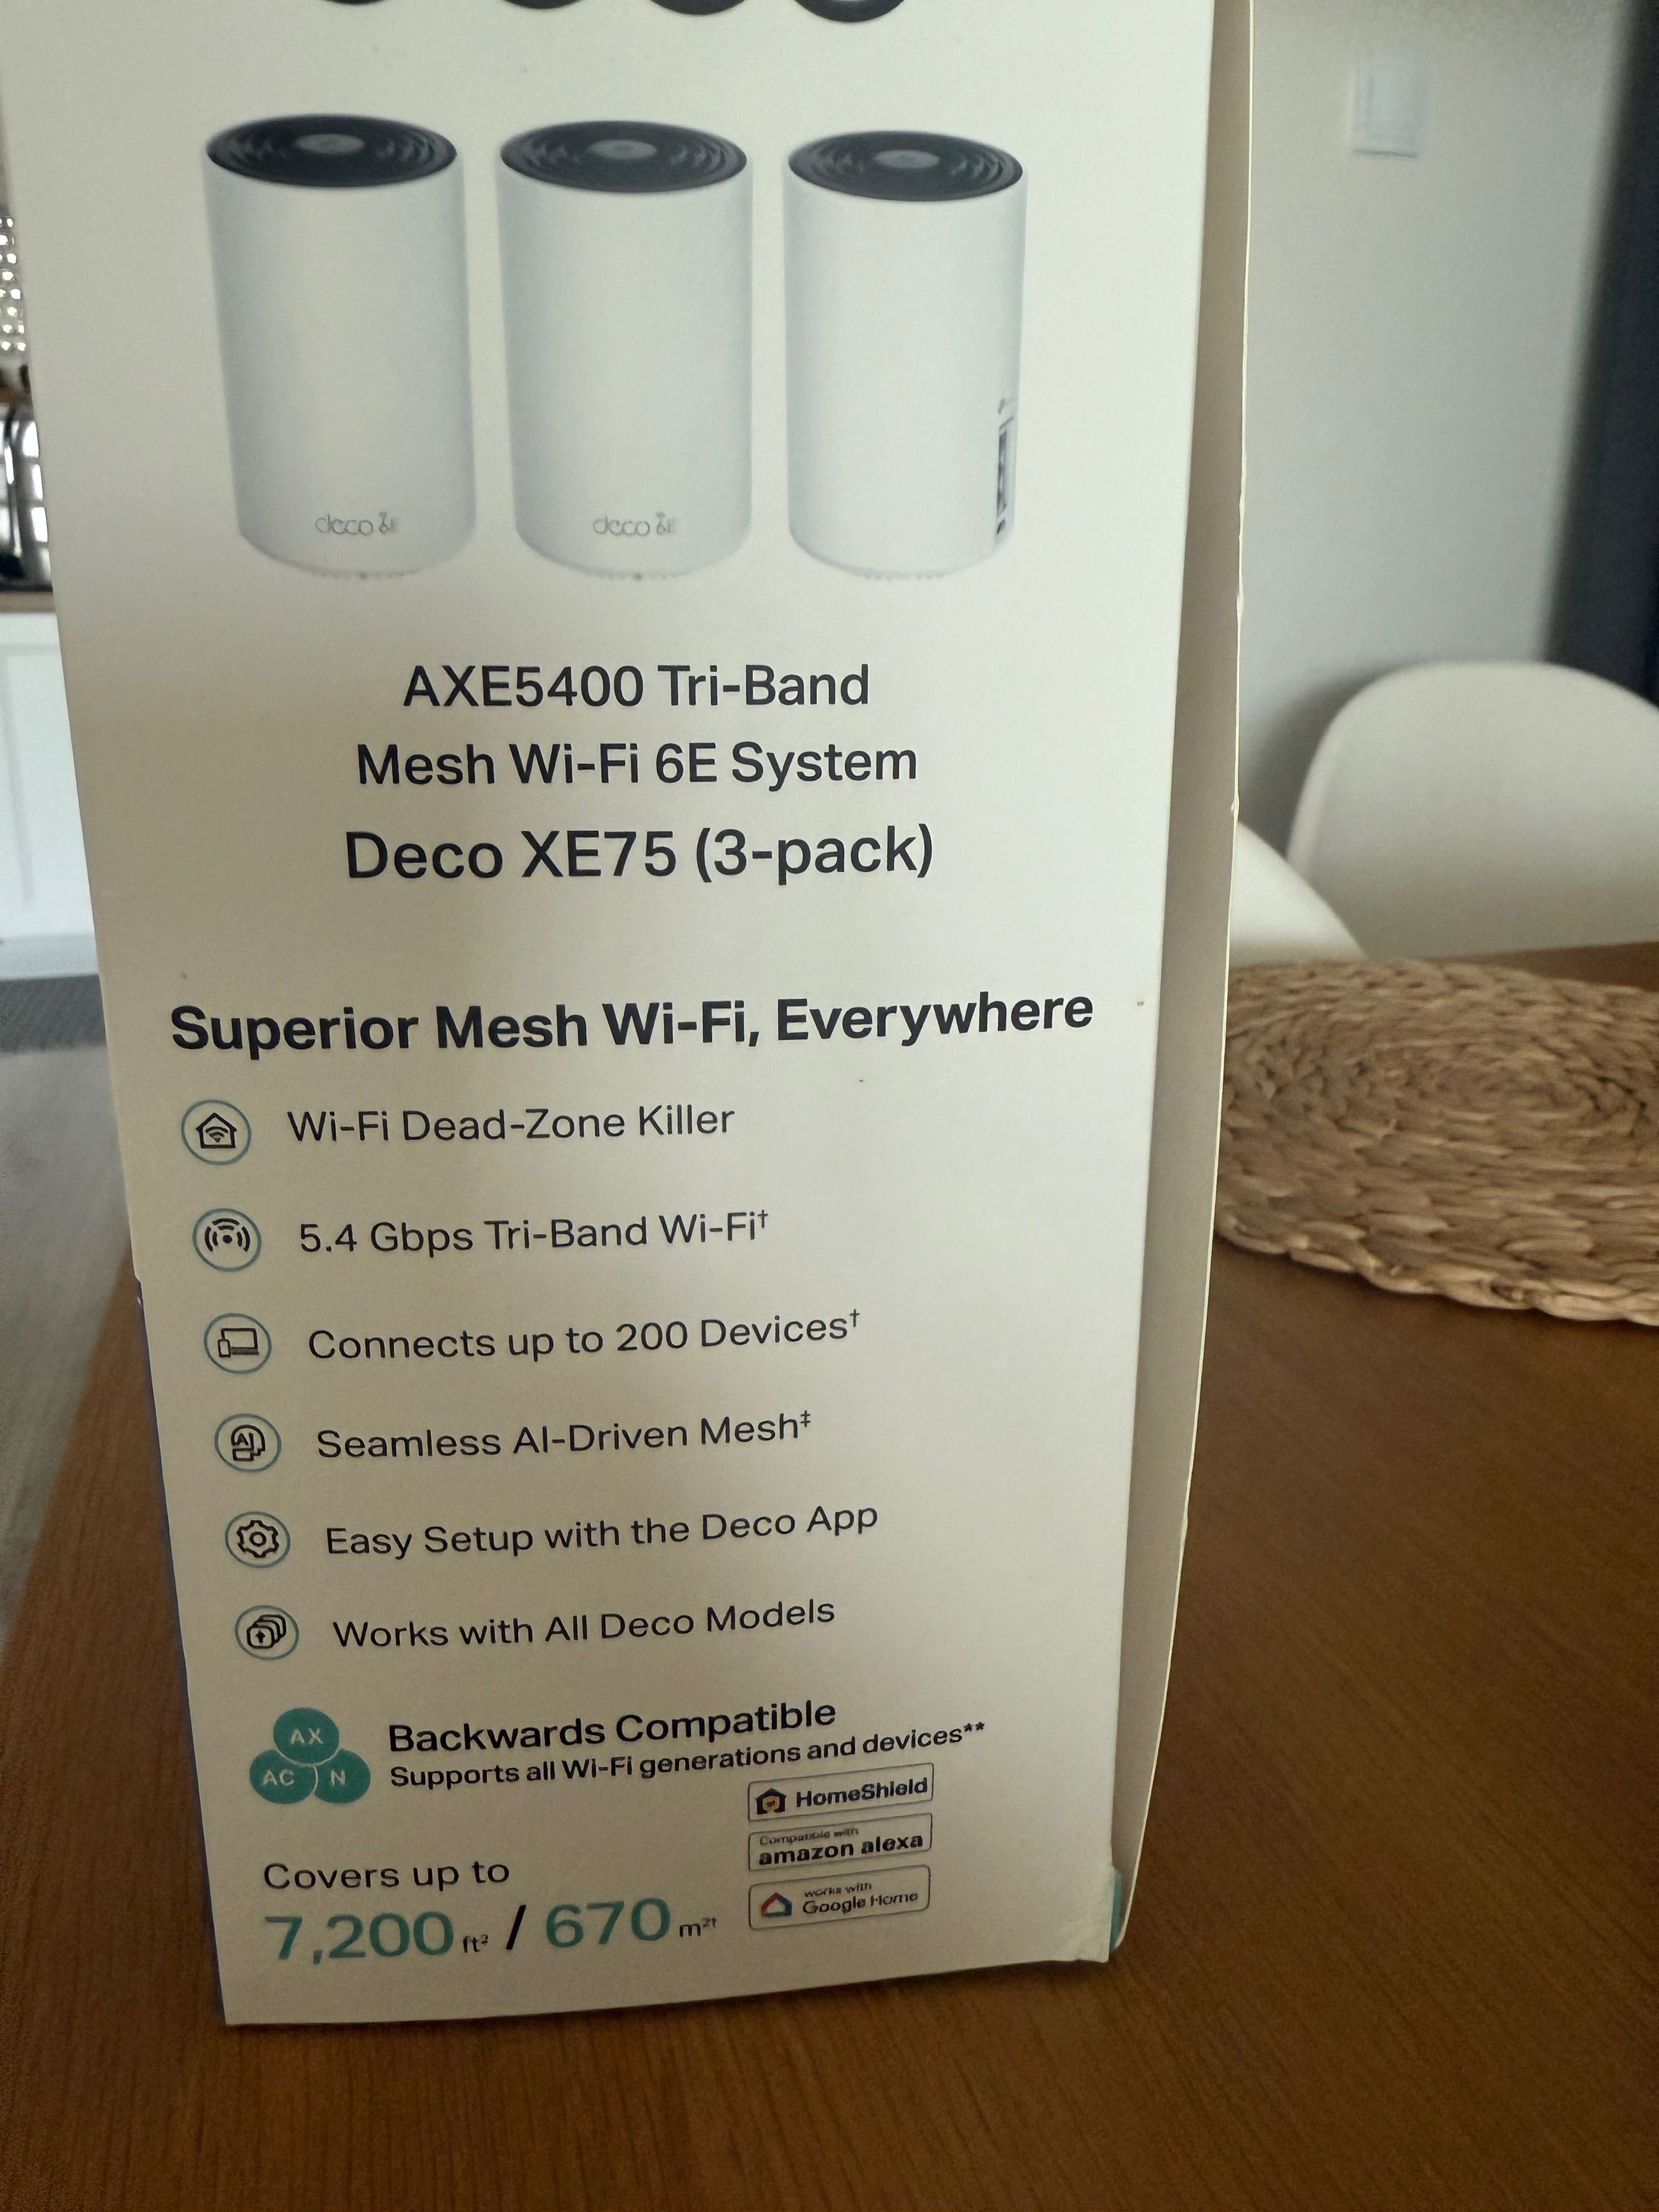 deco 6E
deco 6E
AXE5400 Tri-Band
Mesh Wi-Fi 6E System
Deco XE75 (3-pack)
Superior Mesh Wi-Fi, Everywhere
Wi-Fi Dead-Zone Killer
5.4 Gbps Tri-Band Wi-Fi†
Connects up to 200 Devices†
AI
Seamless AI-Driven Mesh‡
Easy Setup with the Deco App
Works with All Deco Models
AX
AC N
Backwards Compatible
Supports all Wi-Fi generations and devices**
HomeShield
Compatible with
amazon alexa
works with
Google Home
Covers up to
7,200 ft² / 670 m²†